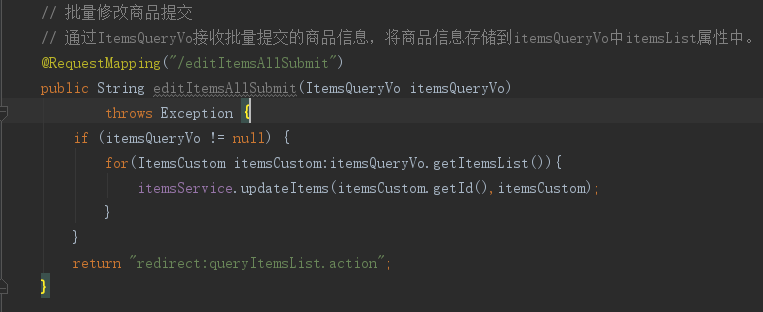 // 批量修改商品提交
// 通过ItemsQueryVo接收批量提交的商品信息，将商品信息存储到itemsQueryVo中itemsList属性中。
@RequestMapping("/editItemsAllSubmit")
public String editItemsAllSubmit(ItemsQueryVo itemsQueryVo)
        throws Exception {
    if (itemsQueryVo != null) {
        for(ItemsCustom itemsCustom:itemsQueryVo.getItemsList()){
            itemsService.updateItems(itemsCustom.getId(),itemsCustom);
        }
    }
    return "redirect:queryItemsList.action";
}